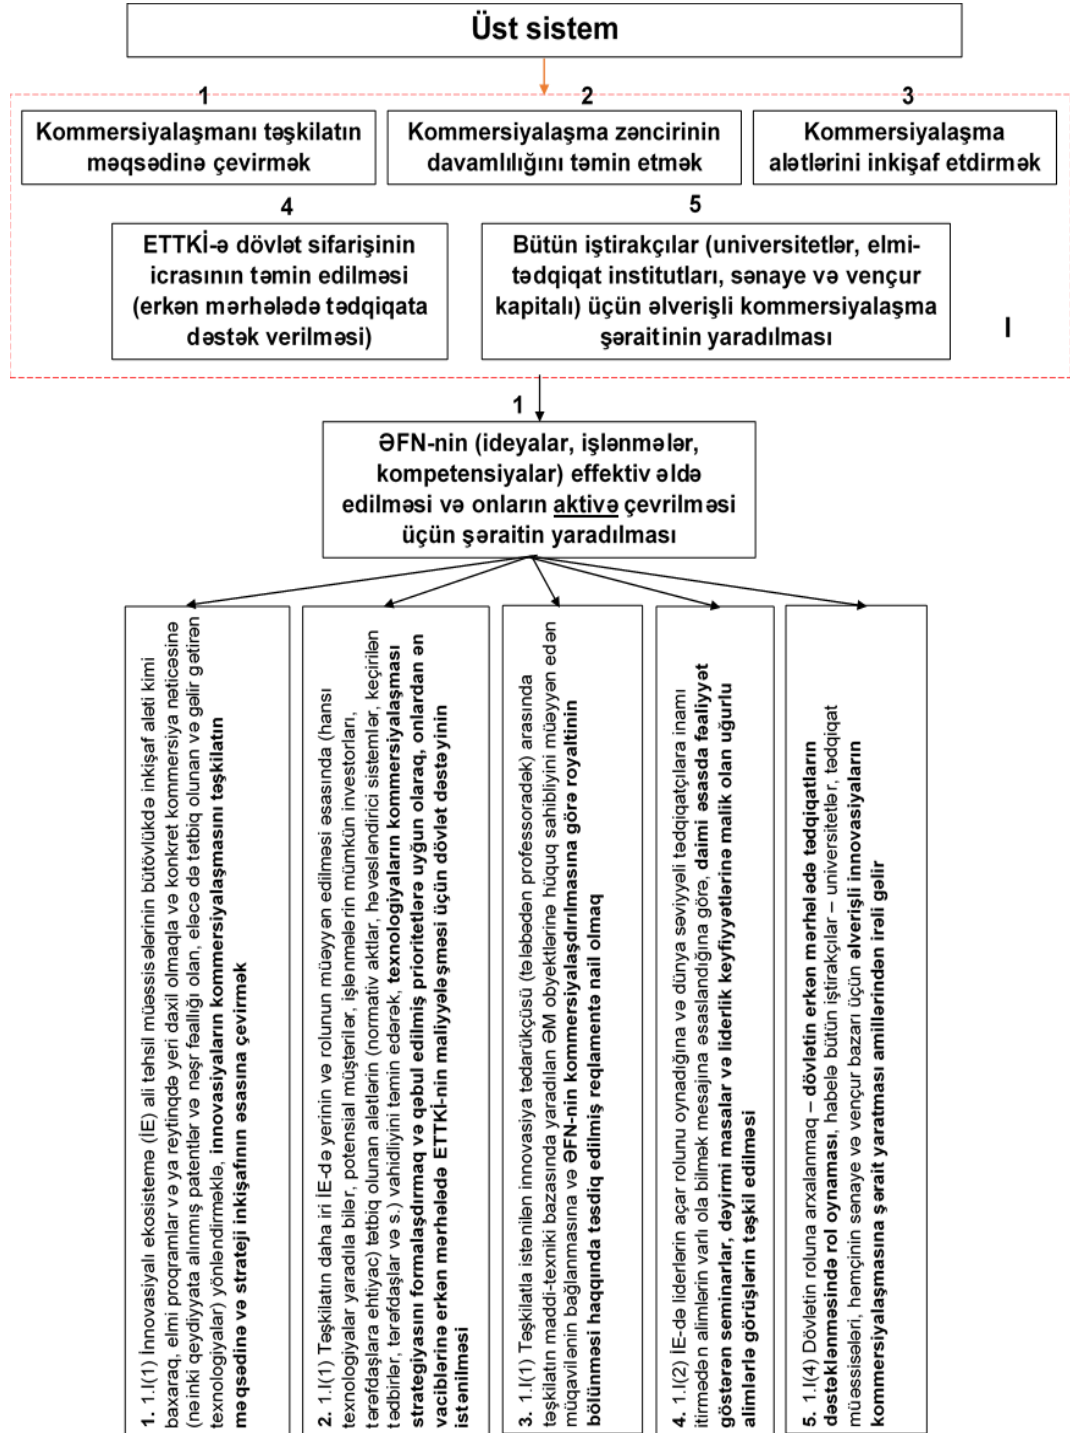 Üst sistem
1
2
3
Kommersiyalaşmanı təşkilatın
məqsədinə çevirmək
Kommersiyalaşma zəncirinin
davamlılığını təmin etmək
Kommersiyalaşma
alətlərini inkişaf etdirmək
4
5
ETTKİ-ə dövlət sifarişinin
icrasının təmin edilməsi
(erkən mərhələdə tədqiqata
dəstək verilməsi)
Bütün iştirakçılar (universitetlər, elmi-
tədqiqat institutları, sənaye və vençur
kapitalı) üçün əlverişli kommersiyalaşma
şəraitinin yaradılması
I
1
ƏFN-nin (ideyalar, işlənmələr,
kompetensiyalar) effektiv əldə
edilməsi və onların aktivə çevrilməsi
üçün şəraitin yaradılması
1. 1.I(1) İnnovasiyalı ekosistemə (İE) ali təhsil müəssisələrinin bütövlükdə inkişaf aləti kimi
baxaraq, elmi proqramlar və ya reytinqdə yeri daxil olmaqla və konkret kommersiya nəticəsinə
(nəinki qeydiyyata alınmış patentlər və nəşr fəallığı olan, eləcə də tətbiq olunan və gəlir gətirən
texnologiyalar) yönləndirməklə, innovasiyaların kommersiyalaşmasını təşkilatın
məqsədinə və strateji inkişafının əsasına çevirmək
2. 1.I(1) Təşkilatın daha iri İE-də yerinin və rolunun müəyyən edilməsi əsasında (hansı
texnologiyalar yaradıla bilər, potensial müştərilər, işlənmələrin mümkün investorları,
tərəfdaşlara ehtiyac) tətbiq olunan alətlərin (normativ aktlar, həvəsləndirici sistemlər, keçirilən
tədbirlər, tərəfdaşlar və s.) vahidliyini təmin edərək, texnologiyaların kommersiyalaşması
strategiyasını formalaşdırmaq və qəbul edilmiş prioritetlərə uyğun olaraq, onlardan ən
vaciblərinə erkən mərhələdə ETTKİ-nin maliyyələşməsi üçün dövlət dəstəyinin
istənilməsi
3. 1.I(1) Təşkilatla istənilən innovasiya tədarükçüsü (tələbədən professoradək) arasında
təşkilatın maddi-texniki bazasında yaradılan ƏM obyektlərinə hüquq sahibliyini müəyyən edən
müqavilənin bağlanmasına və ƏFN-nin kommersiyalaşdırılmasına görə royaltinin
bölünməsi haqqında təsdiq edilmiş reqlamentə nail olmaq
4. 1.I(2) İE-də liderlərin açar rolunu oynadığına və dünya səviyyəli tədqiqatçılara inamı
itirmədən alimlərin varlı ola bilmək mesajına əsaslandığına görə, daimi əsasda fəaliyyət
göstərən seminarlar, dəyirmi masalar və liderlik keyfiyyətlərinə malik olan uğurlu
alimlərlə görüşlərin təşkil edilməsi
5. 1.I(4) Dövlətin roluna arxalanmaq – dövlətin erkən mərhələdə tədqiqatların
dəstəklənməsində rol oynaması, habelə bütün iştirakçılar – universitetlər, tədqiqat
müəssisələri, həmçinin sənaye və vençur bazarı üçün əlverişli innovasiyaların
kommersiyalaşmasına şərait yaratması amillərindən irəli gəlir